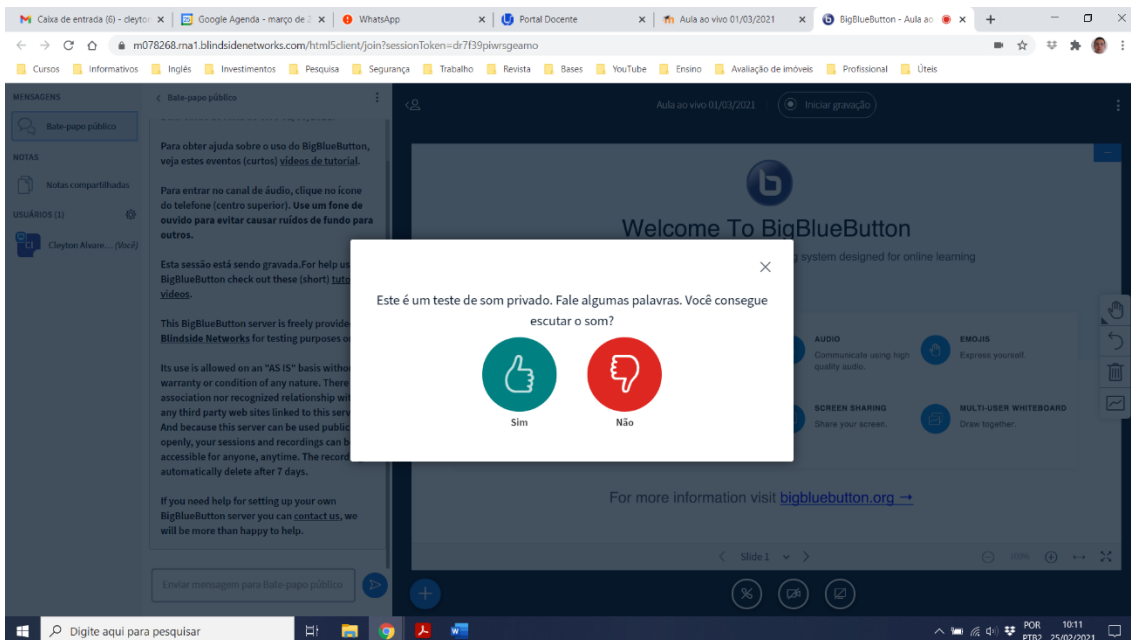 Caixa de entrada (6) - cleyton
Google Agenda - março de 2
WhatsApp
Portal Docente
Aula ao vivo 01/03/2021
BigBlueButton - Aula ao
m078268.rna1.blindsidenetworks.com/html5client/join?sessionToken=dr7f39piwrsgeamo
Cursos Informativos Inglês Investimentos Pesquisa Segurança Trabalho Revista Bases YouTube Ensino Avaliação de imóveis Profissional Úteis
MENSAGENS
Bate-papo público
NOTAS
Notas compartilhadas
USUÁRIOS (1)
CI
Cleyton Alvare... (Você)
Bate-papo público
Para obter ajuda sobre o uso do BigBlueButton,
veja estes eventos (curtos) vídeos de tutorial.
Para entrar no canal de áudio, clique no ícone
do telefone (centro superior). Use um fone de
ouvido para evitar causar ruídos de fundo para
outros.
Esta sessão está sendo gravada.For help us
BigBlueButton check out these (short) tuto
videos.
This BigBlueButton server is freely provide
Blindside Networks for testing purposes o
Its use is allowed on an "AS IS" basis witho
warranty or condition of any nature. There
association nor recognized relationship wit
any third party web sites linked to this serv
And because this server can be used public
openly, your sessions and recordings can b
accessible for anyone, anytime. The record
automatically delete after 7 days.
If you need help for setting up your own
BigBlueButton server you can contact us, we
will be more than happy to help.
Enviar mensagem para Bate-papo público
Aula ao vivo 01/03/2021
Iniciar gravação
b
Welcome To BigBlueButton
system designed for online learning
AUDIO
Communicate using high
quality audio.
EMOJIS
Express yourself.
SCREEN SHARING
Share your screen.
MULTI-USER WHITEBOARD
Draw together.
For more information visit bigbluebutton.org →
Slide 1
100%
Este é um teste de som privado. Fale algumas palavras. Você consegue
escutar o som?
Sim
Não
Digite aqui para pesquisar
POR
PTB2
10:11
25/02/2021